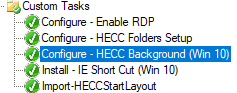 Custom Tasks
Configure - Enable RDP
Configure - HECC Folders Setup
Configure - HECC Background (Win 10)
Install - IE Short Cut (Win 10)
Import-HECCStartLayout